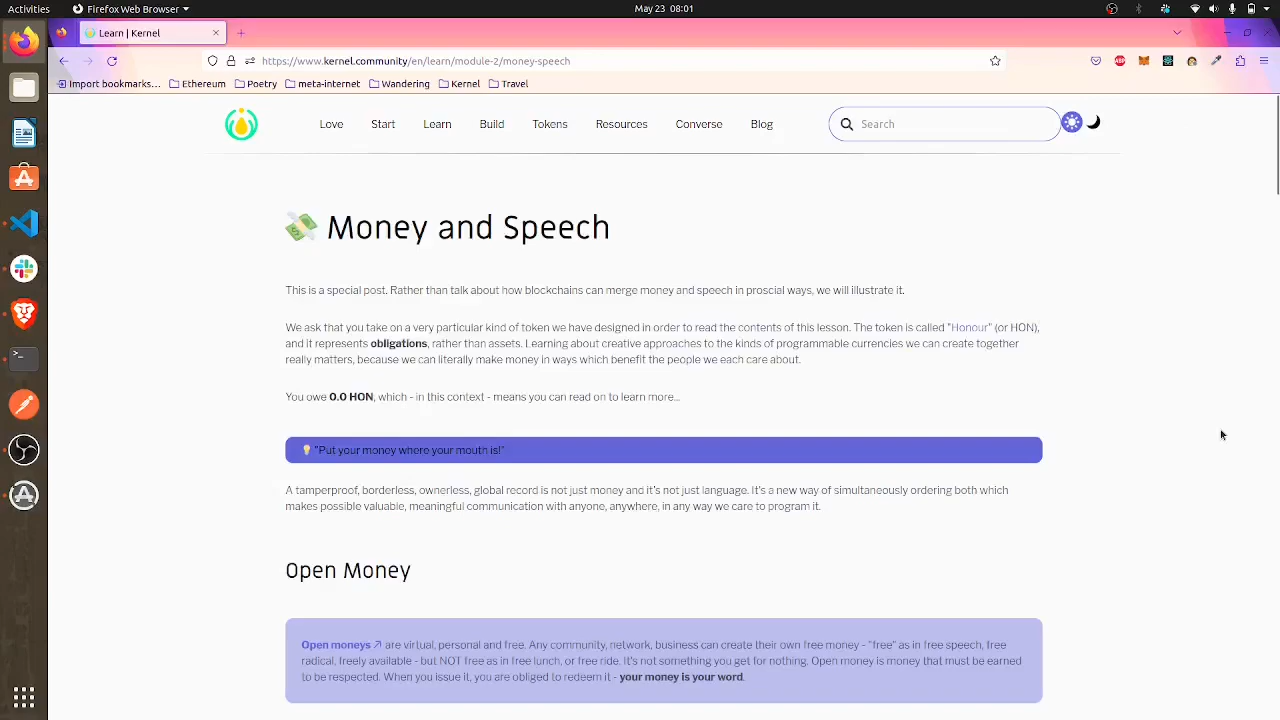 Activities
Firefox Web Browser
May 23 08:01
Learn | Kernel
https://www.kernel.community/en/learn/module-2/money-speech
Import bookmarks...
Ethereum
Poetry
meta-internet
Wandering
Kernel
Travel
Love
Start
Learn
Build
Tokens
Resources
Converse
Blog
Search
Money and Speech
This is a special post. Rather than talk about how blockchains can merge money and speech in proscial ways, we will illustrate it.
We ask that you take on a very particular kind of token we have designed in order to read the contents of this lesson. The token is called "Honour" (or HON),
and it represents obligations, rather than assets. Learning about creative approaches to the kinds of programmable currencies we can create together
really matters, because we can literally make money in ways which benefit the people we each care about.
You owe 0.0 HON, which - in this context - means you can read on to learn more...
"Put your money where your mouth is!"
A tamperproof, borderless, ownerless, global record is not just money and it's not just language. It's a new way of simultaneously ordering both which
makes possible valuable, meaningful communication with anyone, anywhere, in any way we care to program it.
Open Money
Open moneys ↗ are virtual, personal and free. Any community, network, business can create their own free money - "free" as in free speech, free
radical, freely available - but NOT free as in free lunch, or free ride. It's not something you get for nothing. Open money is money that must be earned
to be respected. When you issue it, you are obliged to redeem it - your money is your word.